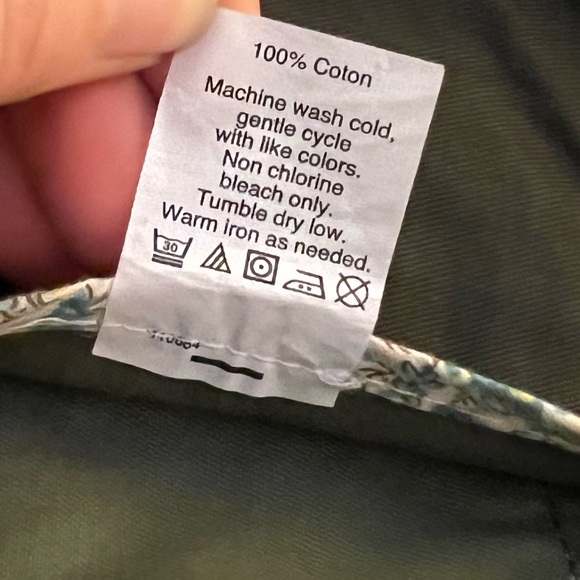 100% Coton
Machine wash cold,
gentle cycle
with like colors.
Non chlorine
bleach only.
Tumble dry low.
Warm iron as needed.
30